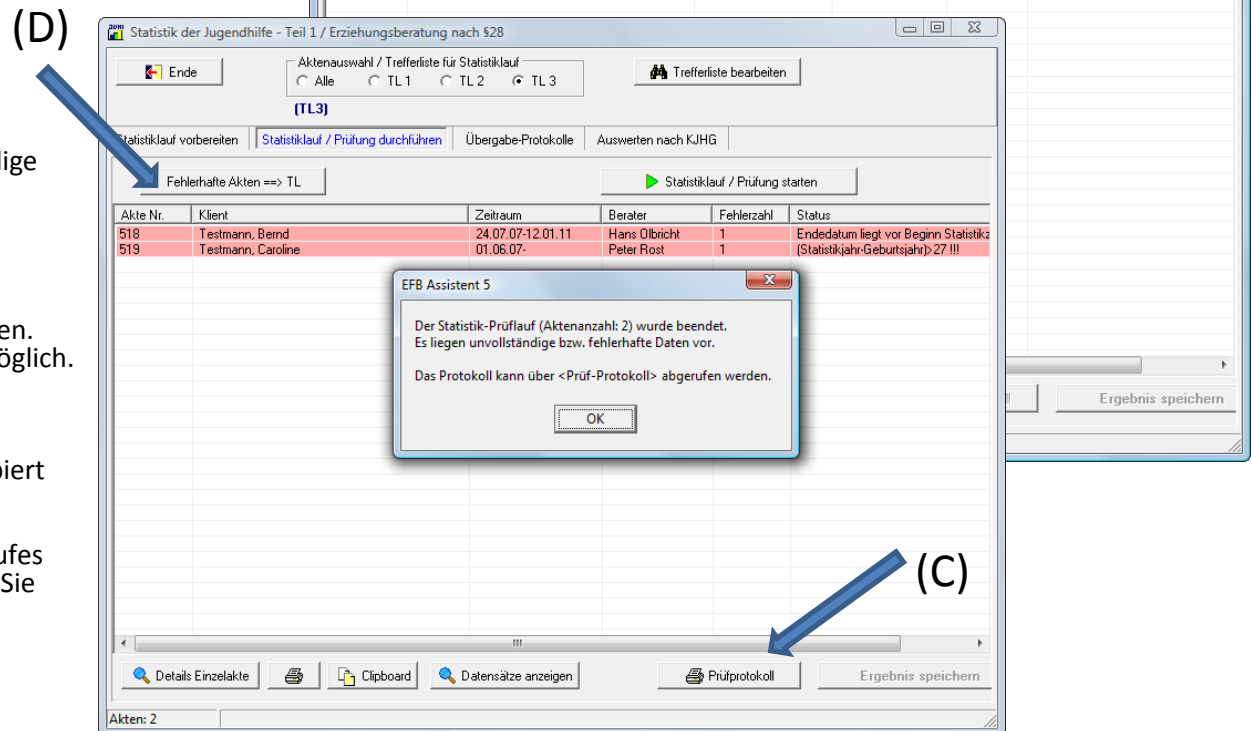 (D)
Statistik der Jugendhilfe - Teil 1 / Erziehungsberatung nach §28
Ende
Aktenauswahl / Trefferliste für Statistiklauf
Alle TL 1 TL 2 TL 3
Trefferliste bearbeiten
(TL3)
Statistiklauf vorbereiten Statistiklauf / Prüfung durchführen Übergabe-Protokolle Auswerten nach KJHG
Fehlerhafte Akten ==> TL Statistiklauf / Prüfung starten
Akte Nr. Klient Zeitraum Berater Fehlerzahl Status
518 Testmann, Bernd 24.07.07-12.01.11 Hans Olbricht 1 Endedatum liegt vor Beginn Statistikz
519 Testmann, Caroline 01.06.07- Peter Rost 1 (Statistikjahr-Geburtsjahr)>27 !!!
EFB Assistent 5
Der Statistik-Prüflauf (Aktenanzahl: 2) wurde beendet.
Es liegen unvollständige bzw. fehlerhafte Daten vor.
Das Protokoll kann über <Prüf-Protokoll> abgerufen werden.
OK
(C)
Details Einzelakte Clipboard Datensätze anzeigen Prüfprotokoll Ergebnis speichern
Akten: 2
lige
en.
öglich.
iert
ufes
Sie
Ergebnis speichern